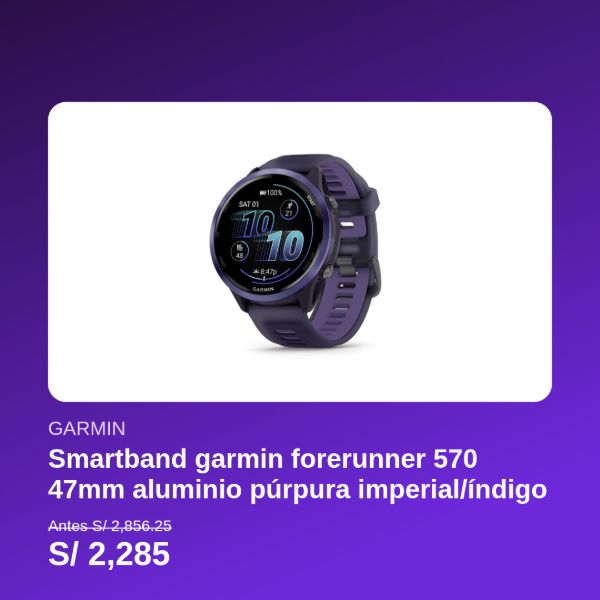 100%
START
SAT 01
21
10
10
48
8:47p
GARMIN
GARMIN
Smartband garmin forerunner 570
47mm aluminio púrpura imperial/índigo
Antes S/ 2,856.25
S/ 2,285